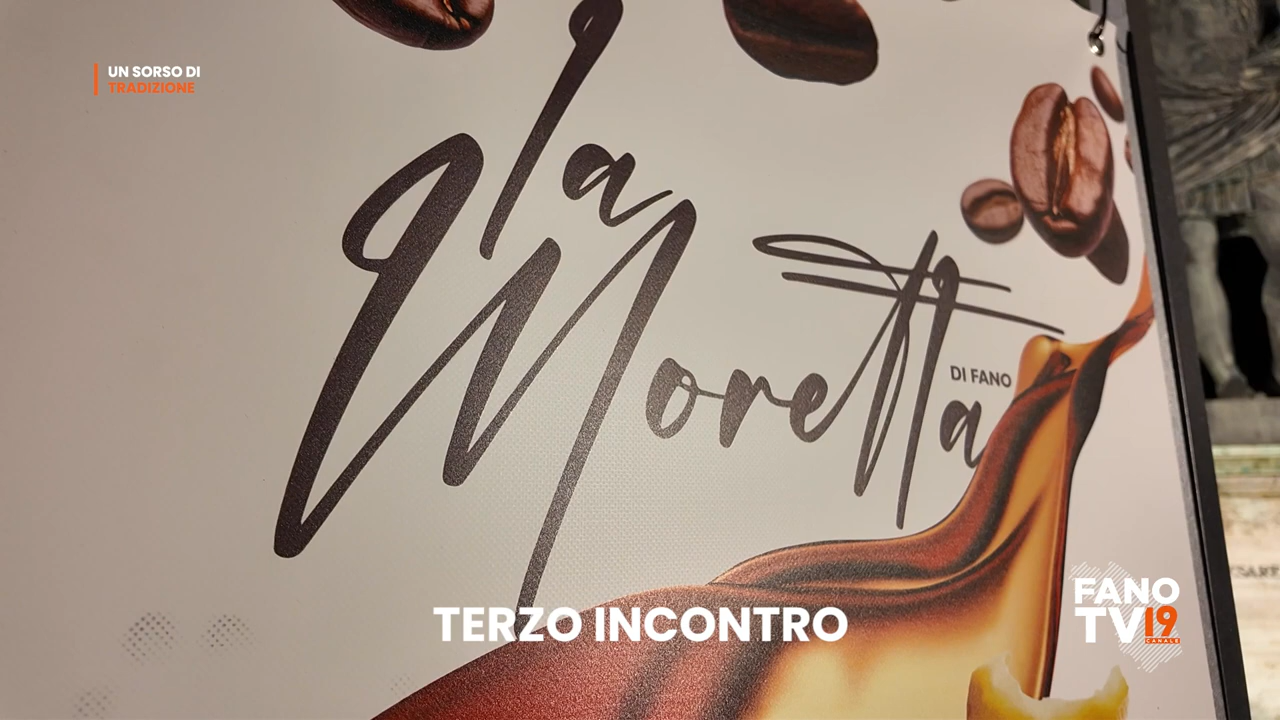 UN SORSO DI
TRADIZIONE
la
Moretta
DI FANO
TERZO INCONTRO
FANO
TV19
CANALE